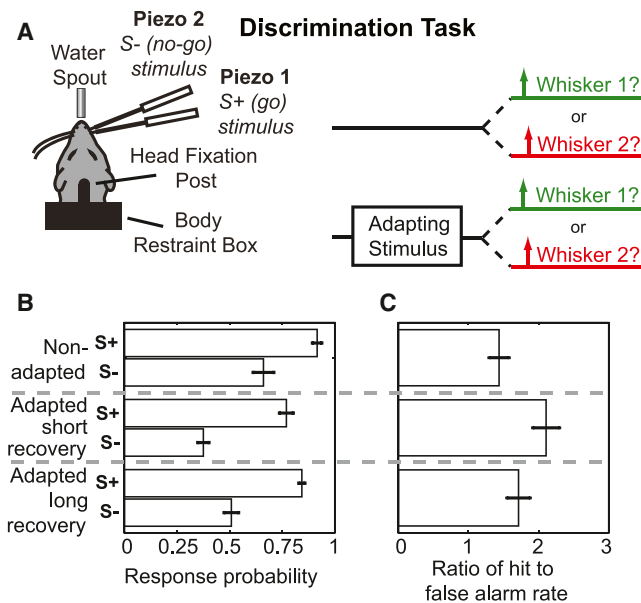 A
Discrimination Task
Piezo 2
S- (no-go)
stimulus
Water
Spout
Piezo 1
S+ (go)
stimulus
Head Fixation
Post
Body
Restraint Box
Whisker 1?
or
Whisker 2?
Adapting
Stimulus
Whisker 1?
or
Whisker 2?
B
C
Non-
adapted
S+
S-
Adapted
short
recovery
S+
S-
Adapted
long
recovery
S+
S-
0 0.25 0.5 0.75 1
Response probability
0 1 2 3
Ratio of hit to
false alarm rate